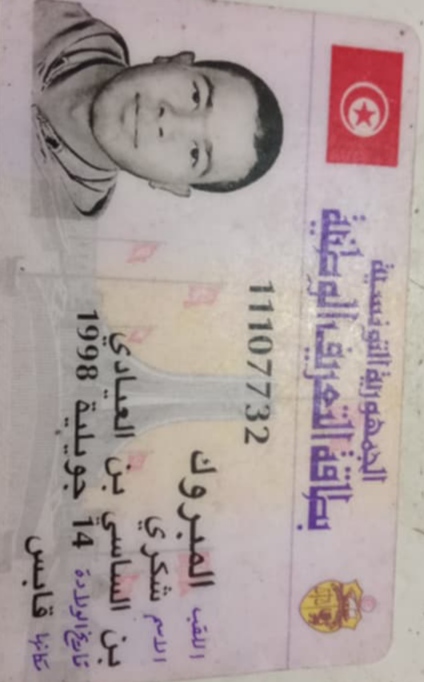 الجمهورية التونسية
بطاقة التعريف الوطنية
11107732
اللقب المبروك
الاسم شكري
بن الساسي بن العيادي
تاريخ الولادة 14 جويلية 1998
مكانها قابس